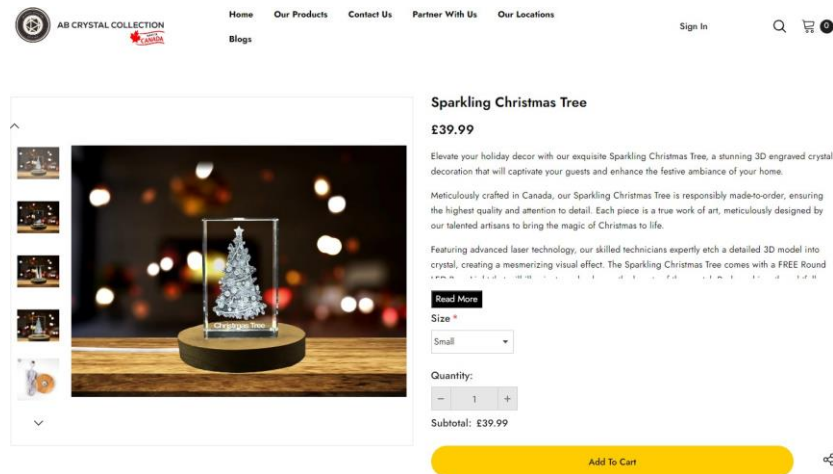 Home Our Products Contact Us Partner With Us Our Locations
AB CRYSTAL COLLECTION
CANADA
Sign In
0
Blogs
Sparkling Christmas Tree
£39.99
Elevate your holiday decor with our exquisite Sparkling Christmas Tree, a stunning 3D engraved crystal
decoration that will captivate your guests and enhance the festive ambiance of your home.
Meticulously crafted in Canada, our Sparkling Christmas Tree is responsibly made-to-order, ensuring
the highest quality and attention to detail. Each piece is a true work of art, meticulously designed by
our talented artisans to bring the magic of Christmas to life.
Featuring advanced laser technology, our skilled technicians expertly etch a detailed 3D model into
crystal, creating a mesmerizing visual effect. The Sparkling Christmas Tree comes with a FREE Round
Christmas Tree
Read More
Size *
Small
Quantity:
- 1 +
Subtotal: £39.99
Add To Cart